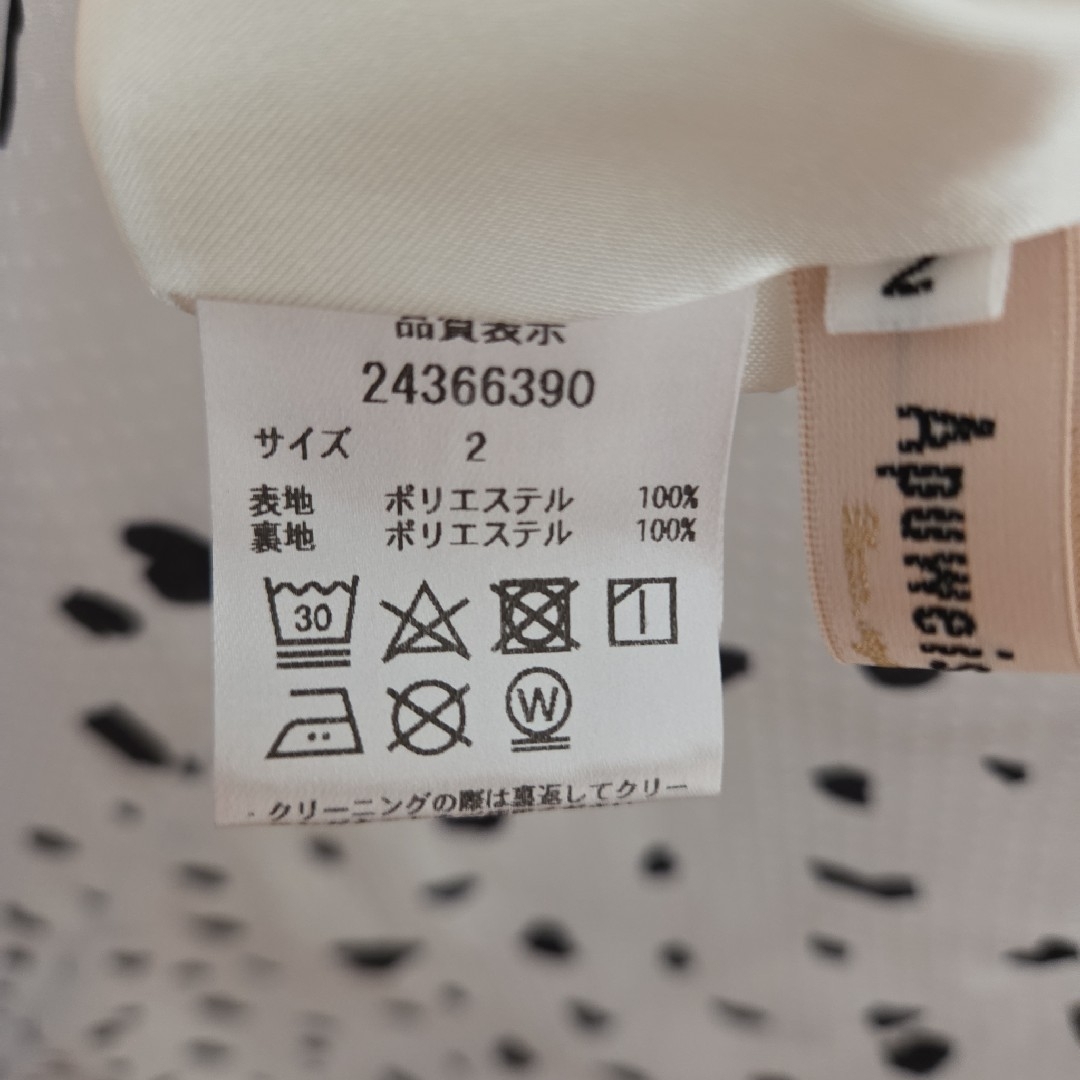 品質表示
24366390
サイズ 2
表地 ポリエステル 100%
裏地 ポリエステル 100%
30
W
・クリーニングの際は裏返してクリー
2
Apuwei